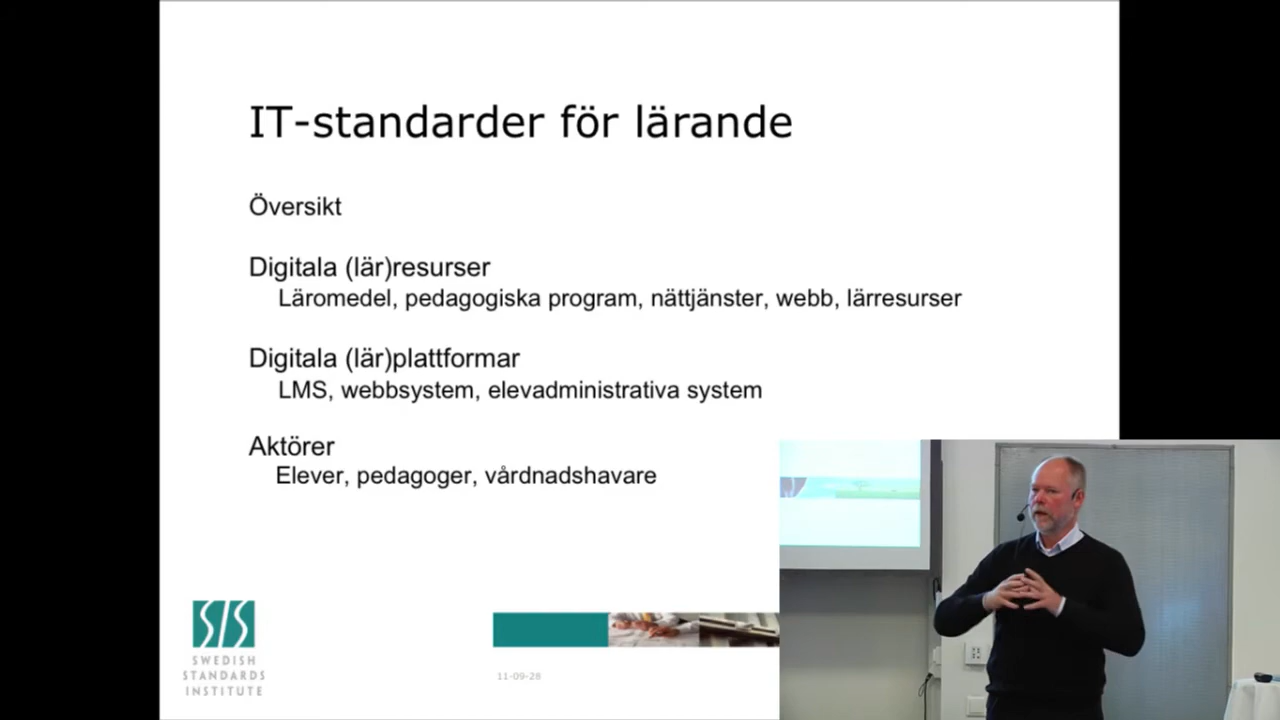 IT-standarder för lärande
Översikt
Digitala (lär)resurser
Läromedel, pedagogiska program, nättjänster, webb, lärresurser
Digitala (lär)plattformar
LMS, webbsystem, elevadministrativa system
Aktörer
Elever, pedagoger, vårdnadshavare
SIS
SWEDISH
STANDARDS
INSTITUTE
11-09-28